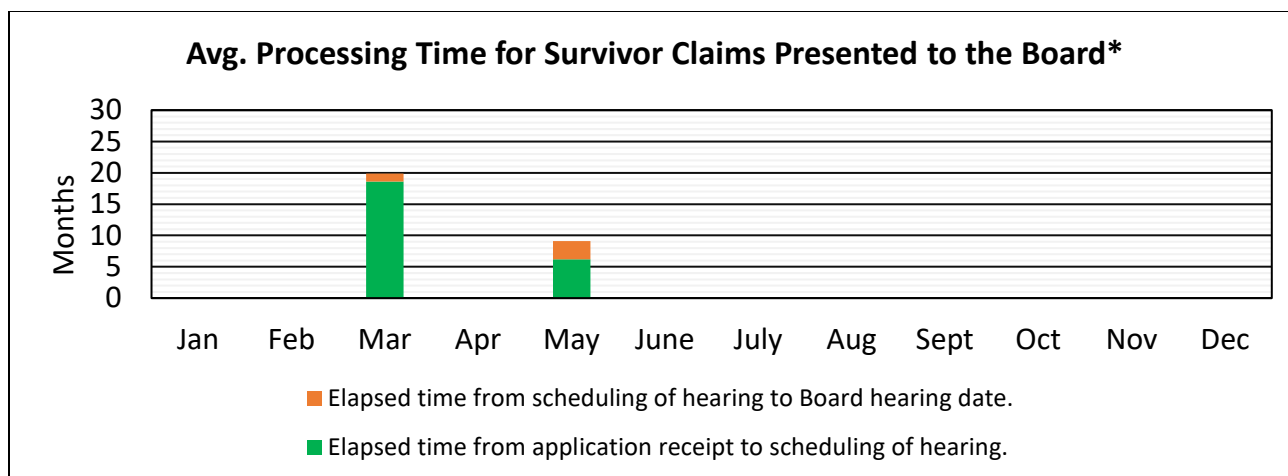 Avg. Processing Time for Survivor Claims Presented to the Board*
30
25
20
15
10
5
0
Months
Jan Feb Mar Apr May June July Aug Sept Oct Nov Dec
Elapsed time from scheduling of hearing to Board hearing date.
Elapsed time from application receipt to scheduling of hearing.